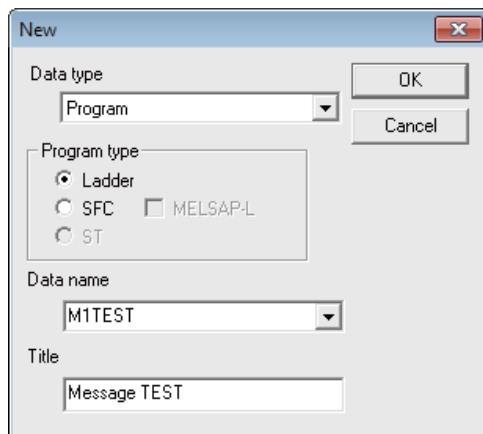 New
Data type
OK
Program
Cancel
Program type
Ladder
SFC MELSAP-L
ST
Data name
M1TEST
Title
Message TEST